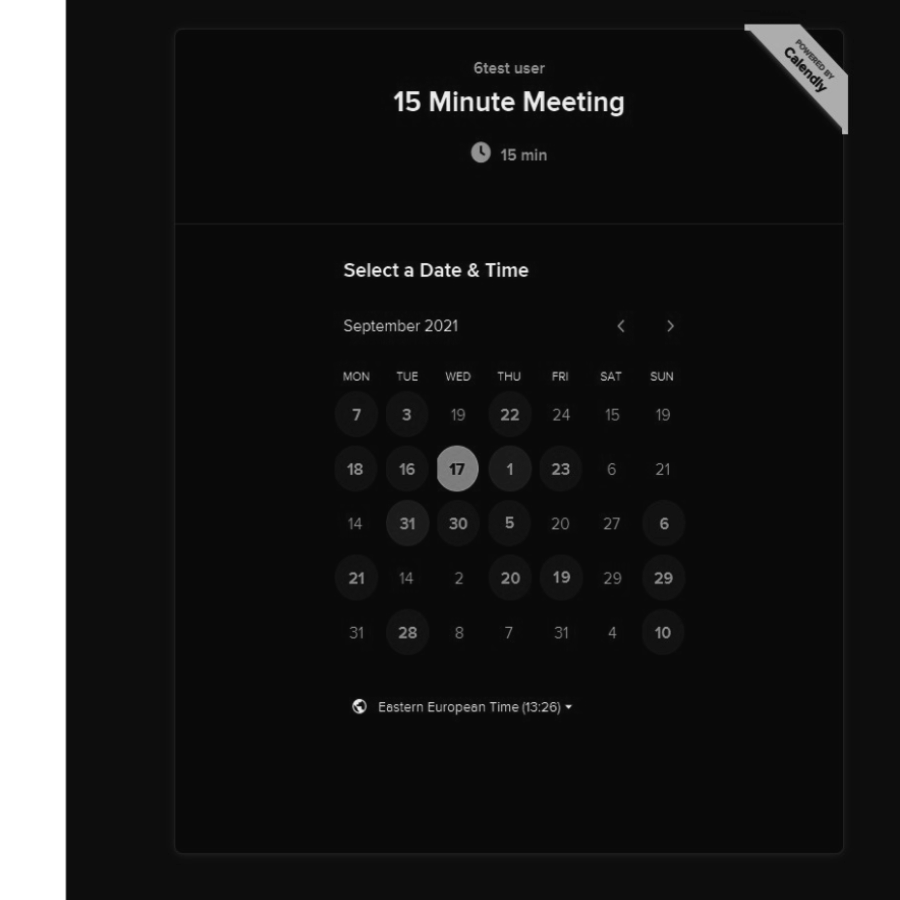 POWERED BY
Calendly
6test user
15 Minute Meeting
15 min
Select a Date & Time
September 2021
MON TUE WED THU FRI SAT SUN
7 3 19 22 24 15 19
18 16 17 1 23 6 21
14 31 30 5 20 27 6
21 14 2 20 19 29 29
31 28 8 7 31 4 10
Eastern European Time (13:26)